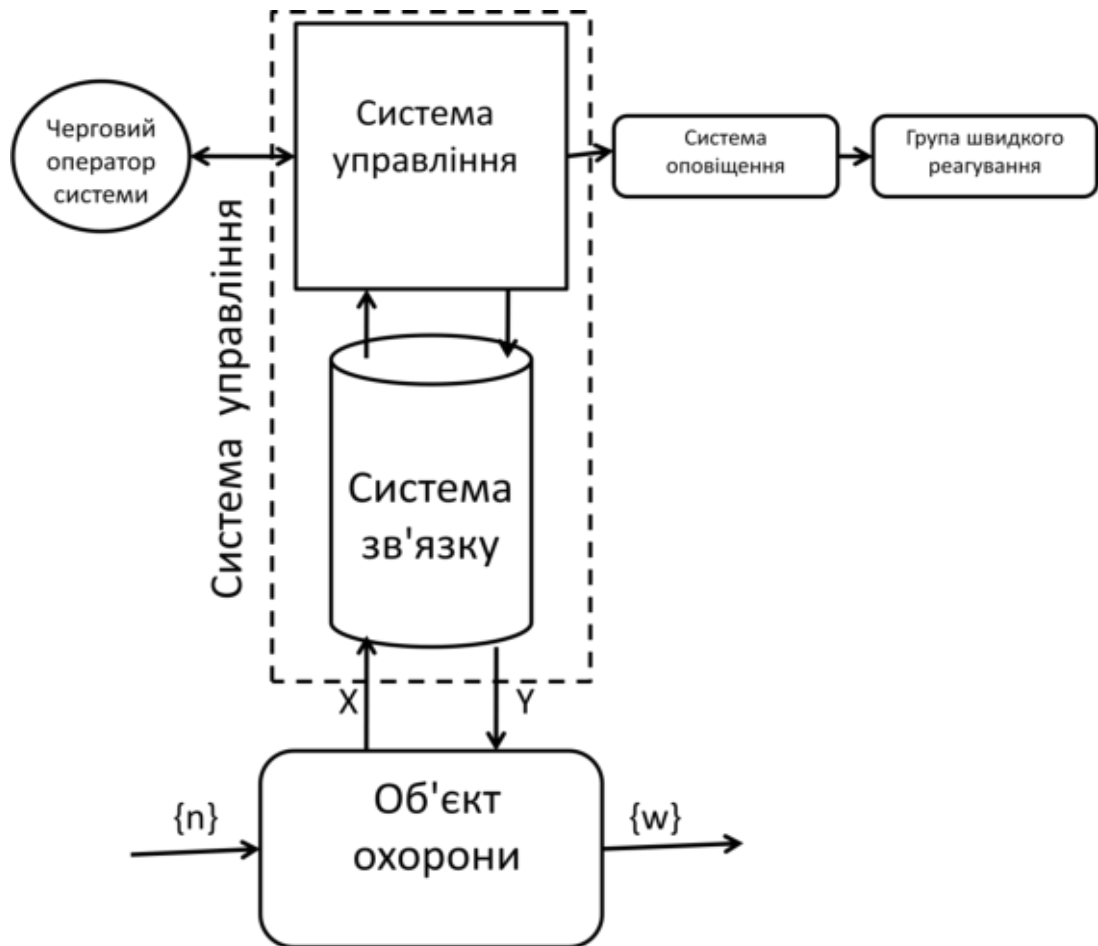 Черговий
оператор
системи
Система
управління
Система
оповіщення
Група швидкого
реагування
Система управління
Система
зв'язку
X
Y
{n}
Об'єкт
охорони
{w}